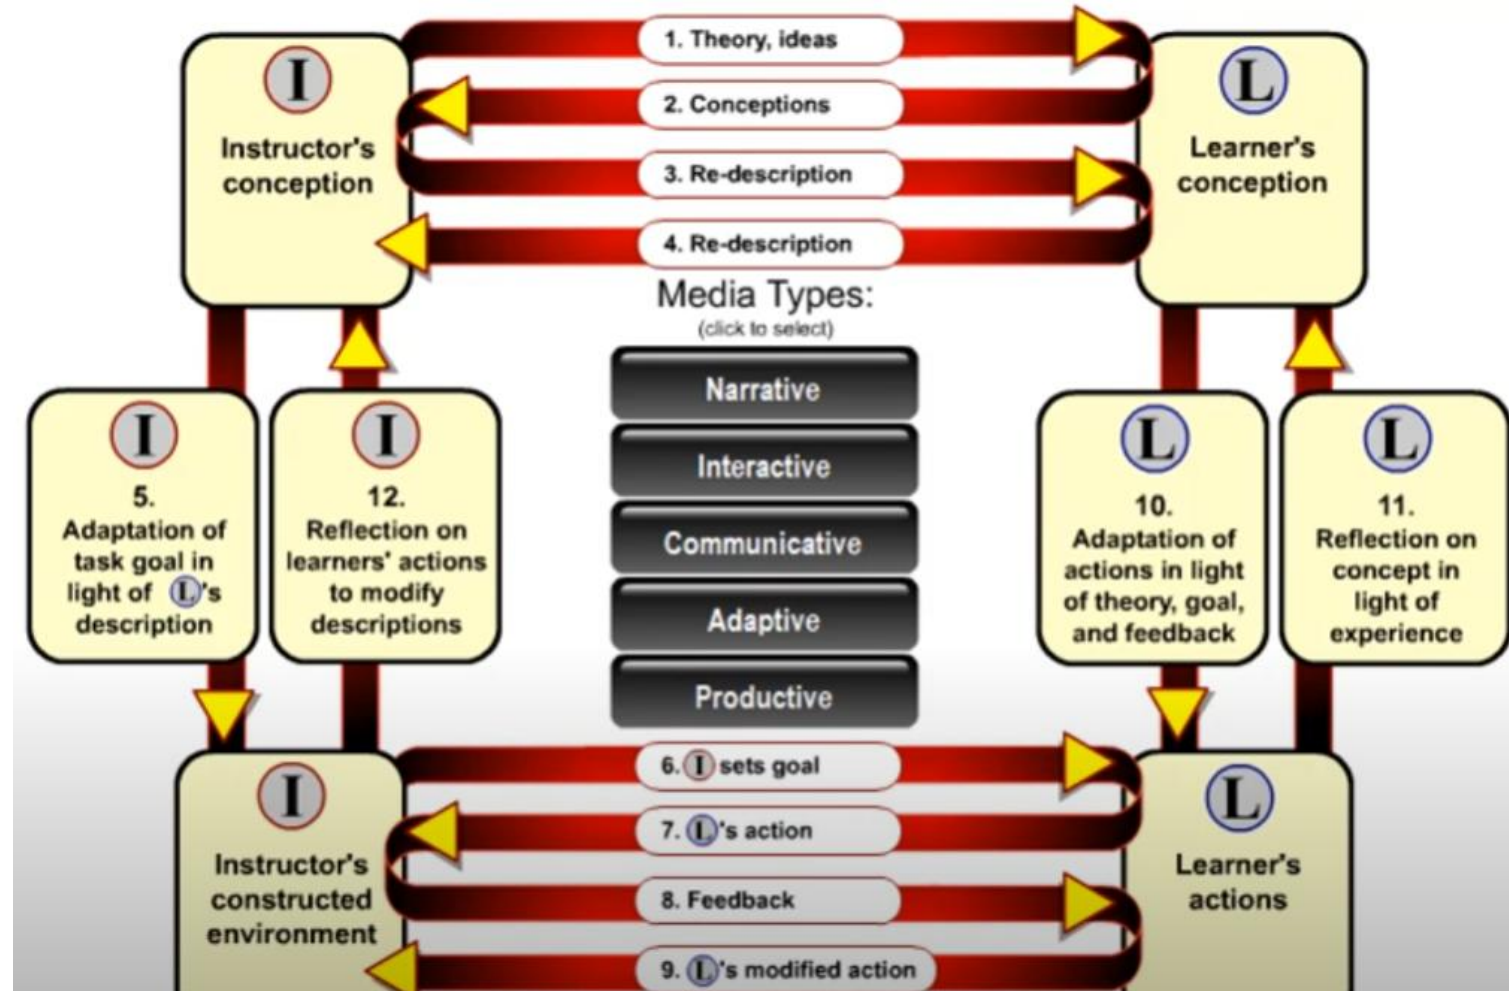 I
Instructor's
conception
1. Theory, ideas
2. Conceptions
3. Re-description
4. Re-description
L
Learner's
conception
Media Types:
(click to select)
Narrative
Interactive
Communicative
Adaptive
Productive
I
5.
Adaptation of
task goal in
light of L's
description
I
12.
Reflection on
learners' actions
to modify
descriptions
L
10.
Adaptation of
actions in light
of theory, goal,
and feedback
L
11.
Reflection on
concept in
light of
experience
I
Instructor's
constructed
environment
6. I sets goal
7. L's action
8. Feedback
9. L's modified action
L
Learner's
actions